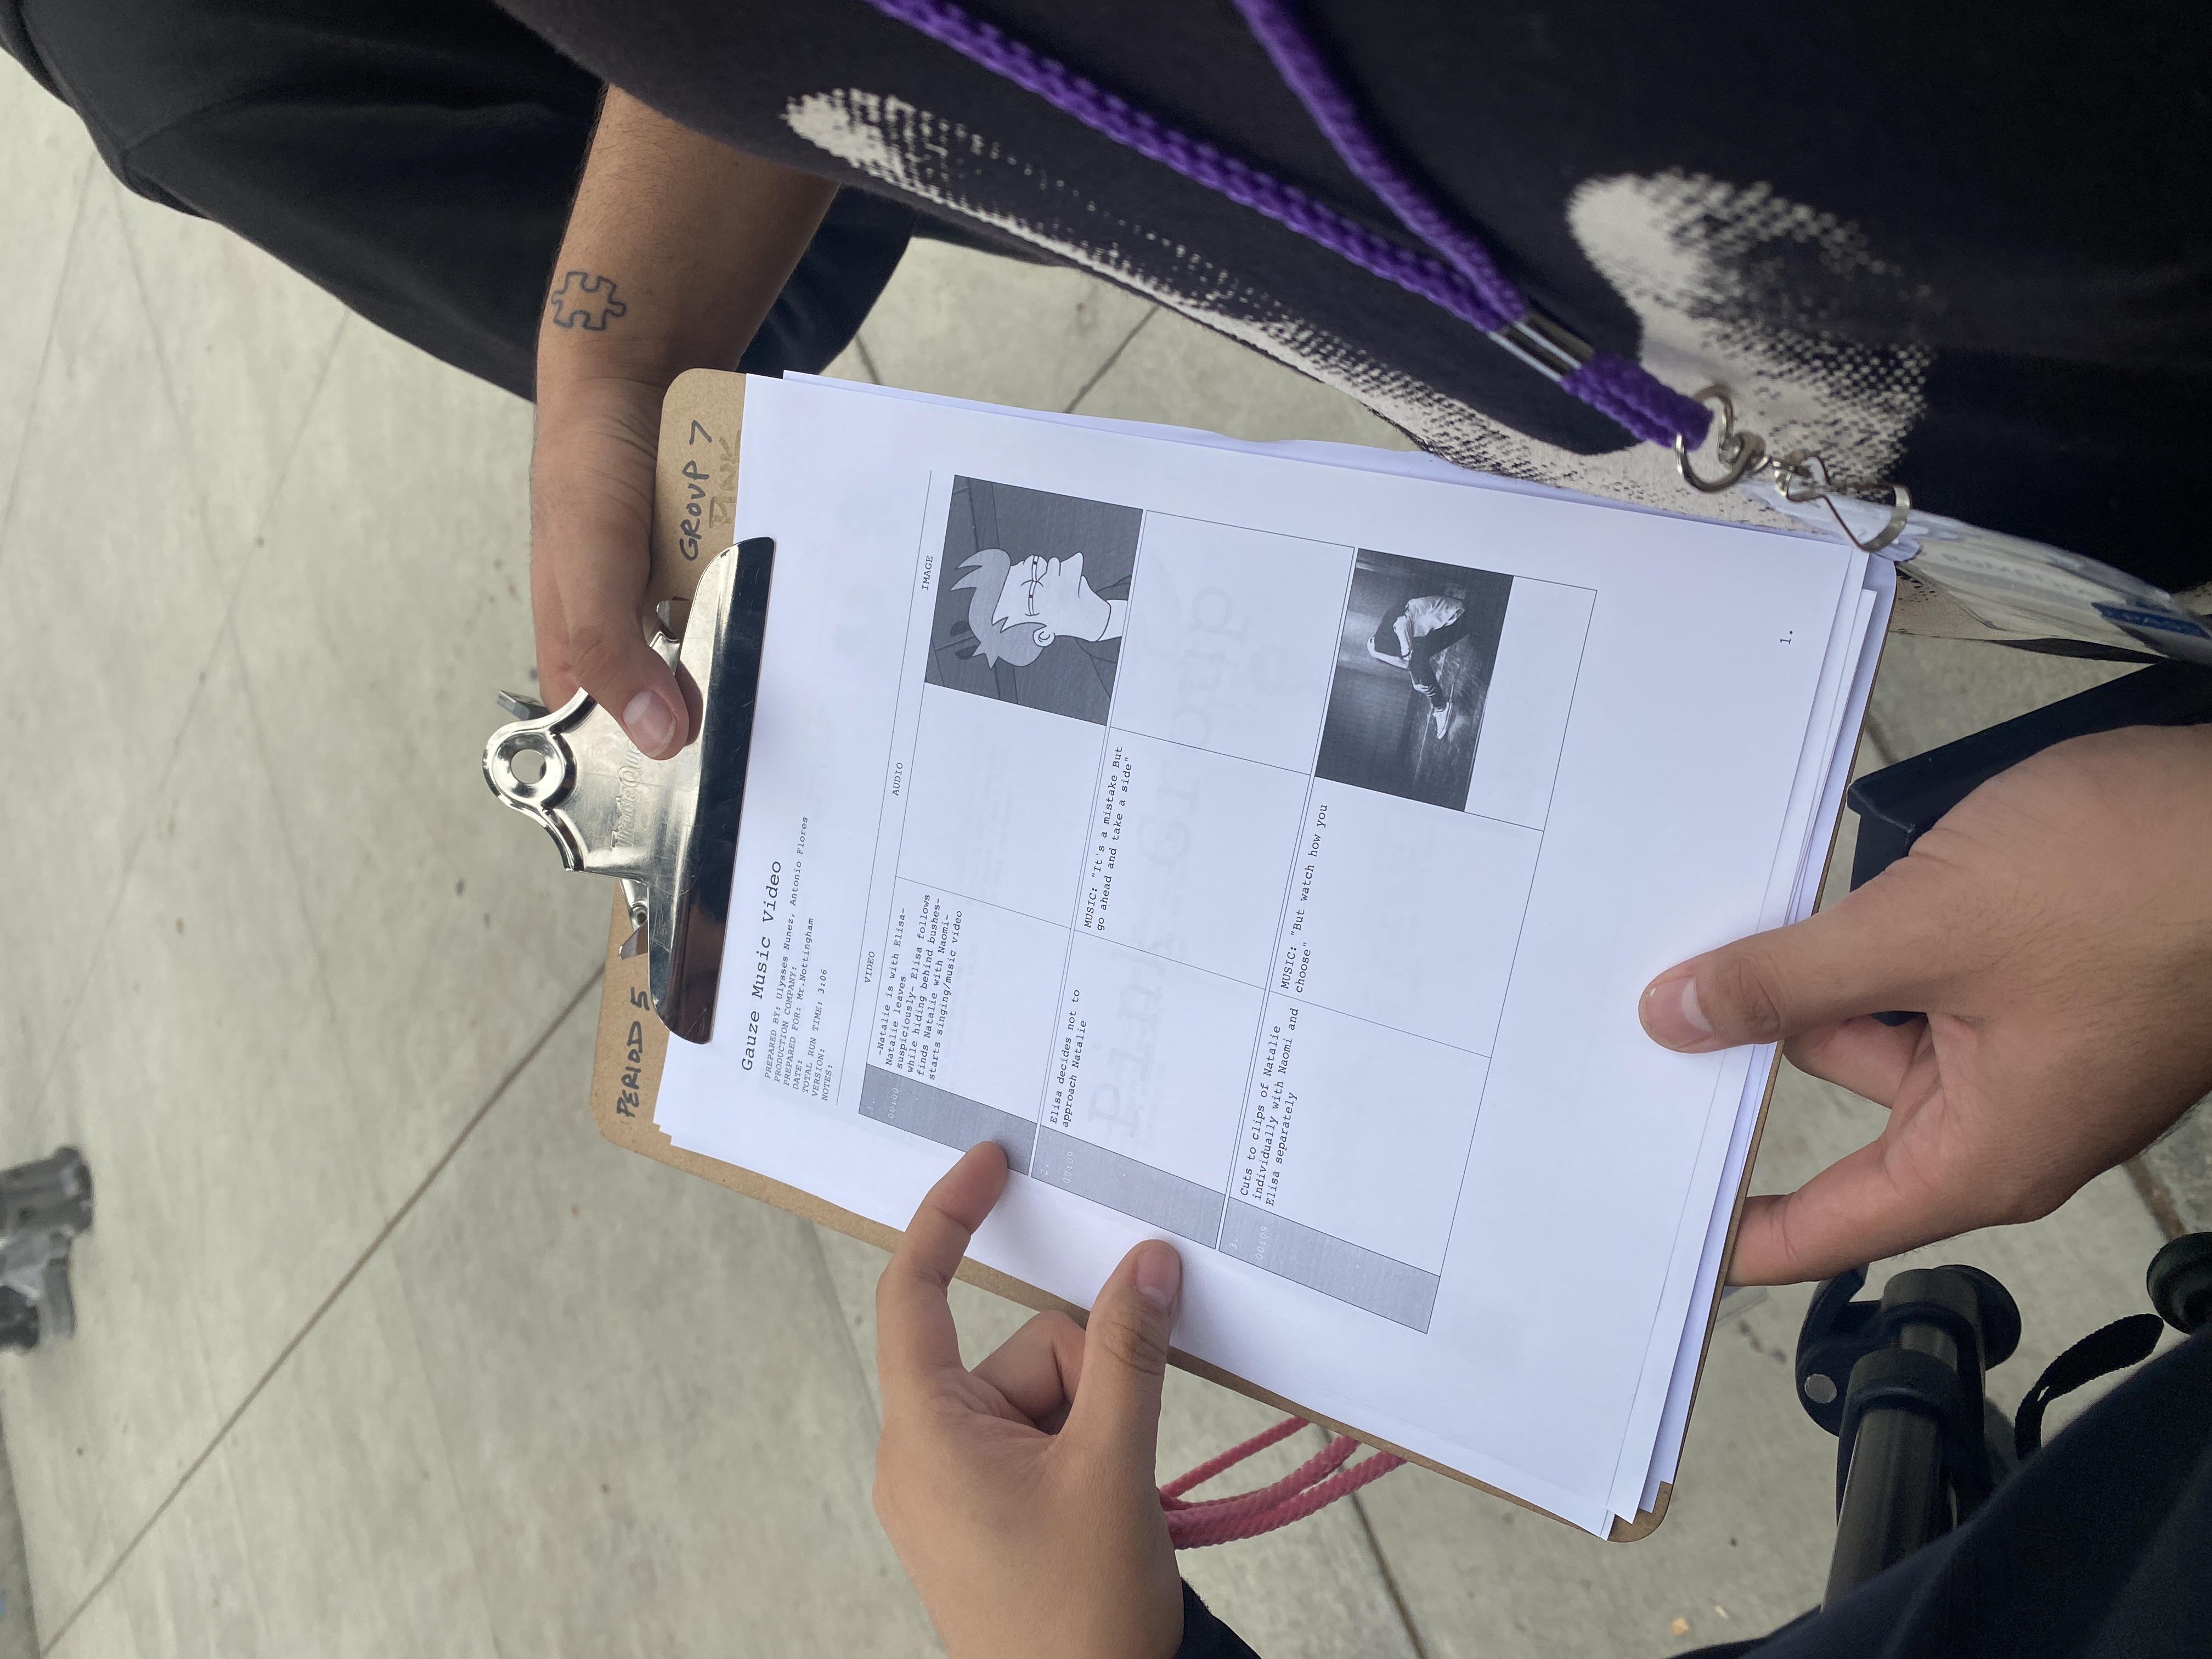 PERIOD 5
GROUP 7
PINK
Gauze Music Video
PREPARED BY: Ulysses Nunez, Antonio Flores
PRODUCTION COMPANY:
PREPARED FOR: Mr.Nottingham
DATE:
TOTAL RUN TIME: 3:06
VERSION:
NOTES:
VIDEO
AUDIO
IMAGE
1.
00:00
-Natalie is with Elisa-
Natalie leaves
suspiciously- Elisa follows
while hiding behind bushes-
finds Natalie with Naomi-
starts singing/music video
2.
00:09
Elisa decides not to
approach Natalie
MUSIC: "It's a mistake But
go ahead and take a side"
Pink Group
3.
00:09
Cuts to clips of Natalie
individually with Naomi and
Elisa separately
MUSIC: "But watch how you
choose"
1.